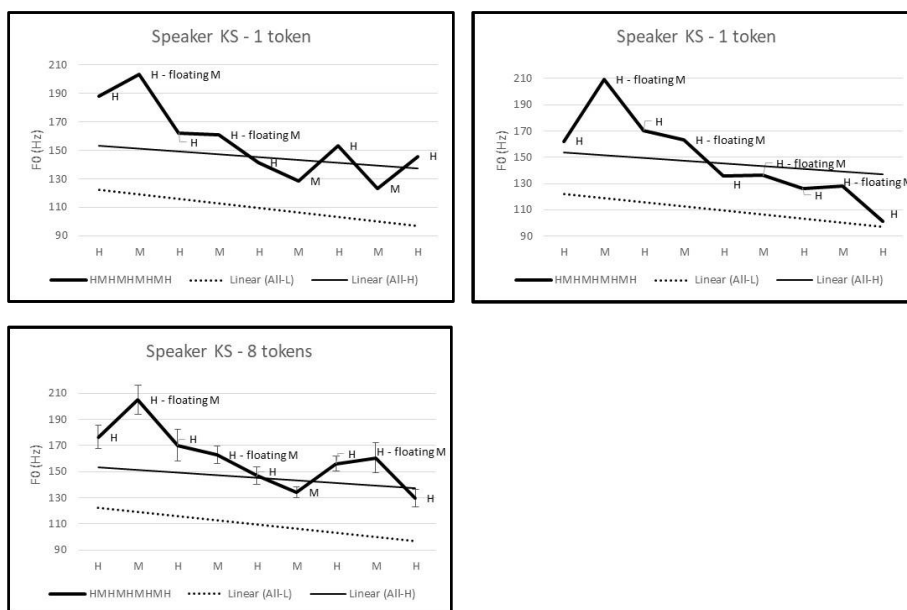 Speaker KS - 1 token
F0 (Hz)
210
190
170
150
130
110
90
H
H - floating M
H
H - floating M
H
M
H
M
H
H M H M H M H M H
HMHMHMHMH Linear (All-L) Linear (All-H)
Speaker KS - 1 token
F0 (Hz)
210
190
170
150
130
110
90
H
H - floating M
H
H - floating M
H
H - floating M
H
H - floating M
H
H M H M H M H M H
HMHMHMHMH Linear (All-L) Linear (All-H)
Speaker KS - 8 tokens
F0 (Hz)
210
190
170
150
130
110
90
H
H - floating M
H
H - floating M
H
M
H
H - floating M
H
H M H M H M H M H
HMHMHMHMH Linear (All-L) Linear (All-H)